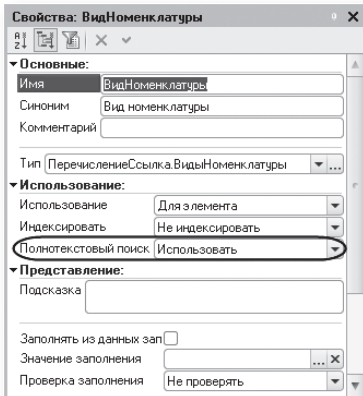 Свойства: ВидНоменклатуры
Основные:
Имя ВидНоменклатуры
Синоним Вид номенклатуры
Комментарий
Тип ПеречислениеСсылка.ВидыНоменклатуры ...
Использование:
Использование Для элемента
Индексировать Не индексировать
Полнотекстовый поиск Использовать
Представление:
Подсказка
Заполнять из данных зап
Значение заполнения ...
Проверка заполнения Не проверять